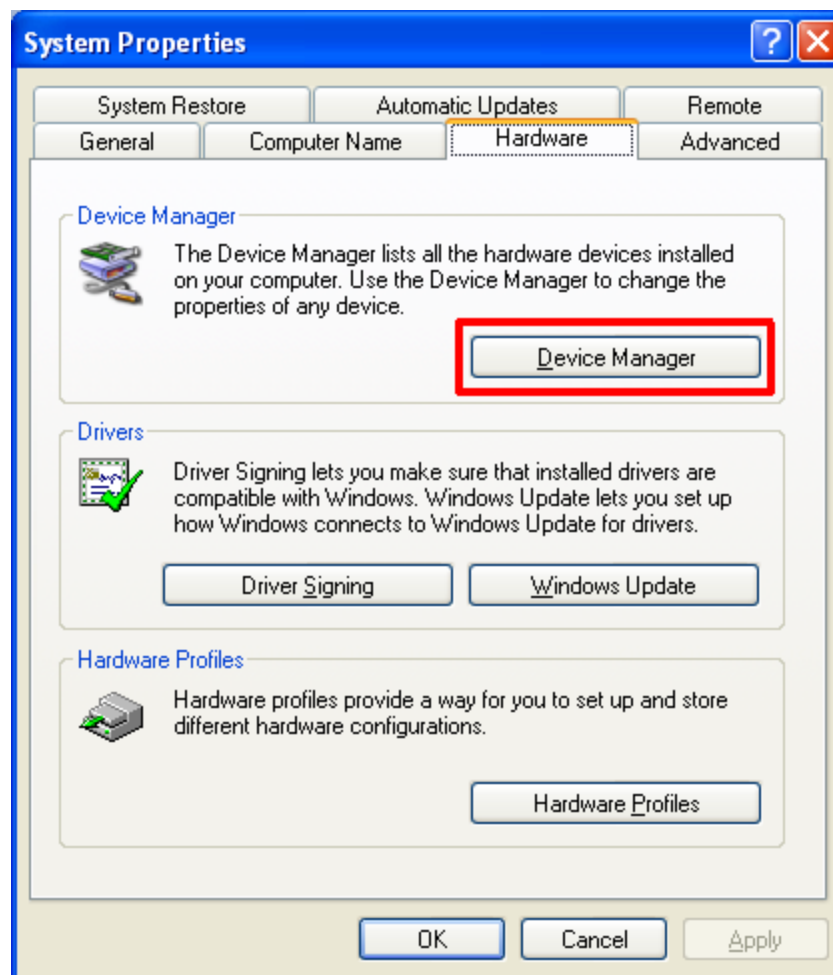 System Properties
System Restore
Automatic Updates
Remote
General
Computer Name
Hardware
Advanced
Device Manager
The Device Manager lists all the hardware devices installed
on your computer. Use the Device Manager to change the
properties of any device.
Device Manager
Drivers
Driver Signing lets you make sure that installed drivers are
compatible with Windows. Windows Update lets you set up
how Windows connects to Windows Update for drivers.
Driver Signing
Windows Update
Hardware Profiles
Hardware profiles provide a way for you to set up and store
different hardware configurations.
Hardware Profiles
OK
Cancel
Apply